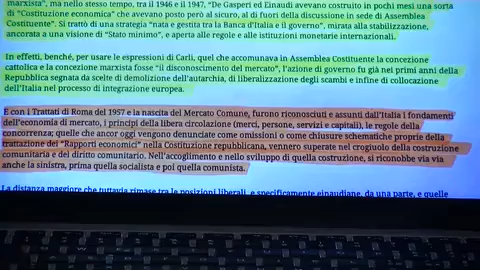 marxista", ma nello stesso tempo, tra il 1946 e il 1947, "De Gasperi ed Einaudi avevano costruito in pochi mesi una sorta
di "Costituzione economica" che avevano posto però al sicuro, al di fuori della discussione in sede di Assemblea
Costituente". Si trattò di una strategia "nata e gestita tra la Banca d'Italia e il governo", mirata alla stabilizzazione,
ancorata a una visione di "Stato minimo", e aperta alle regole e alle istituzioni monetarie internazionali.
In effetti, benché, per usare le espressioni di Carli, quel che accomunava in Assemblea Costituente la concezione
cattolica e la concezione marxista fosse "il disconoscimento del mercato", l'azione di governo fu già nei primi anni della
Repubblica segnata da scelte di demolizione dell'autarchia, di liberalizzazione degli scambi e infine di collocazione
dell'Italia nel processo di integrazione europea.
E con i Trattati di Roma del 1957 e la nascita del Mercato Comune, furono riconosciuti e assunti dall'Italia i fondamenti
dell'economia di mercato, i principi della libera circolazione (merci, persone, servizi e capitali), le regole della
concorrenza; quelle che ancor oggi vengono denunciate come omissioni o come chiusure schematiche proprie della
trattazione dei "Rapporti economici" nella Costituzione repubblicana, vennero superate nel crogiuolo della costruzione
comunitaria e del diritto comunitario. Nell'accoglimento e nello sviluppo di questa costruzione, si riconobbe via via
anche la sinistra, prima quella socialista e poi quella comunista.
La distanza maggiore che tuttavia rimase tra le posizioni liberali, e specificamente einaudiane, da una parte, e quelle